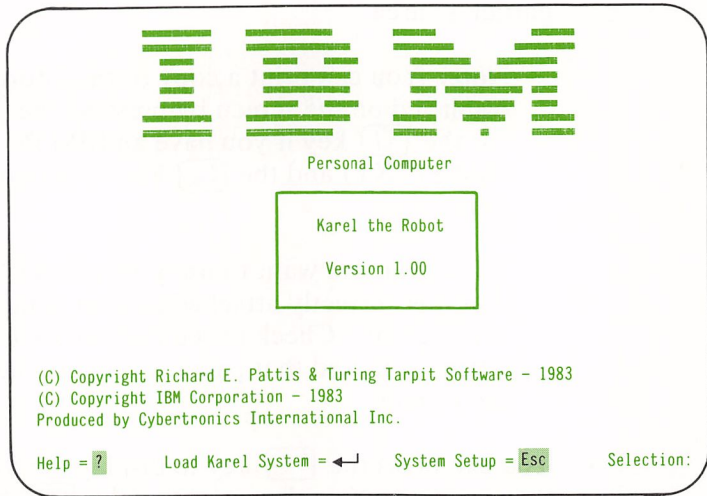 IBM
Personal Computer
Karel the Robot
Version 1.00
(C) Copyright Richard E. Pattis & Turing Tarpit Software – 1983
(C) Copyright IBM Corporation – 1983
Produced by Cybertronics International Inc.
Help = ? Load Karel System = ↵ System Setup = Esc Selection: